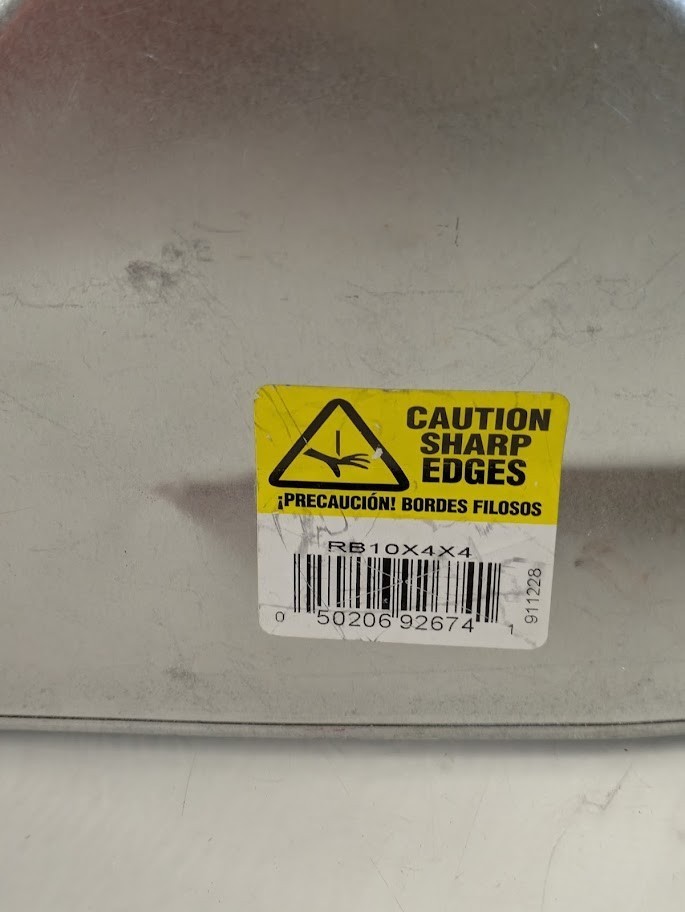 CAUTION
SHARP
EDGES
¡PRECAUCIÓN! BORDES FILOSOS
RB10X4X4
0 50206 92674 1
911228